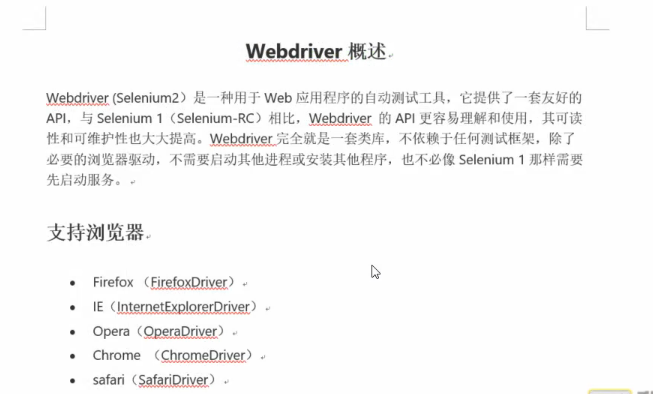 Webdriver 概述
Webdriver (Selenium2）是一种用于 Web 应用程序的自动测试工具，它提供了一套友好的
API，与 Selenium 1（Selenium-RC）相比，Webdriver 的 API 更容易理解和使用，其可读
性和可维护性也大大提高。Webdriver 完全就是一套类库，不依赖于任何测试框架，除了
必要的浏览器驱动，不需要启动其他进程或安装其他程序，也不必像 Selenium 1 那样需要
先启动服务。
支持浏览器
• Firefox （FirefoxDriver）
• IE（InternetExplorerDriver）
• Opera（OperaDriver）
• Chrome （ChromeDriver）
• safari（SafariDriver）